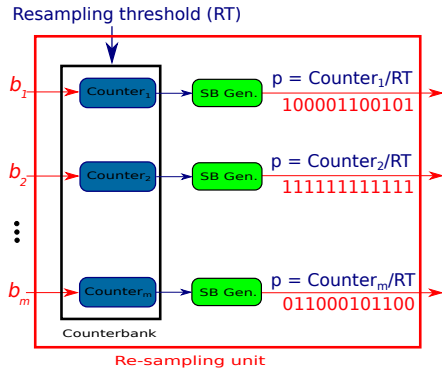 Resampling threshold (RT)
b₁ Counter₁ SB Gen. p = Counter₁/RT
100001100101
b₂ Counter₂ SB Gen. p = Counter₂/RT
111111111111
bₘ Counterₘ SB Gen. p = Counterₘ/RT
011000101100
Counterbank
Re-sampling unit